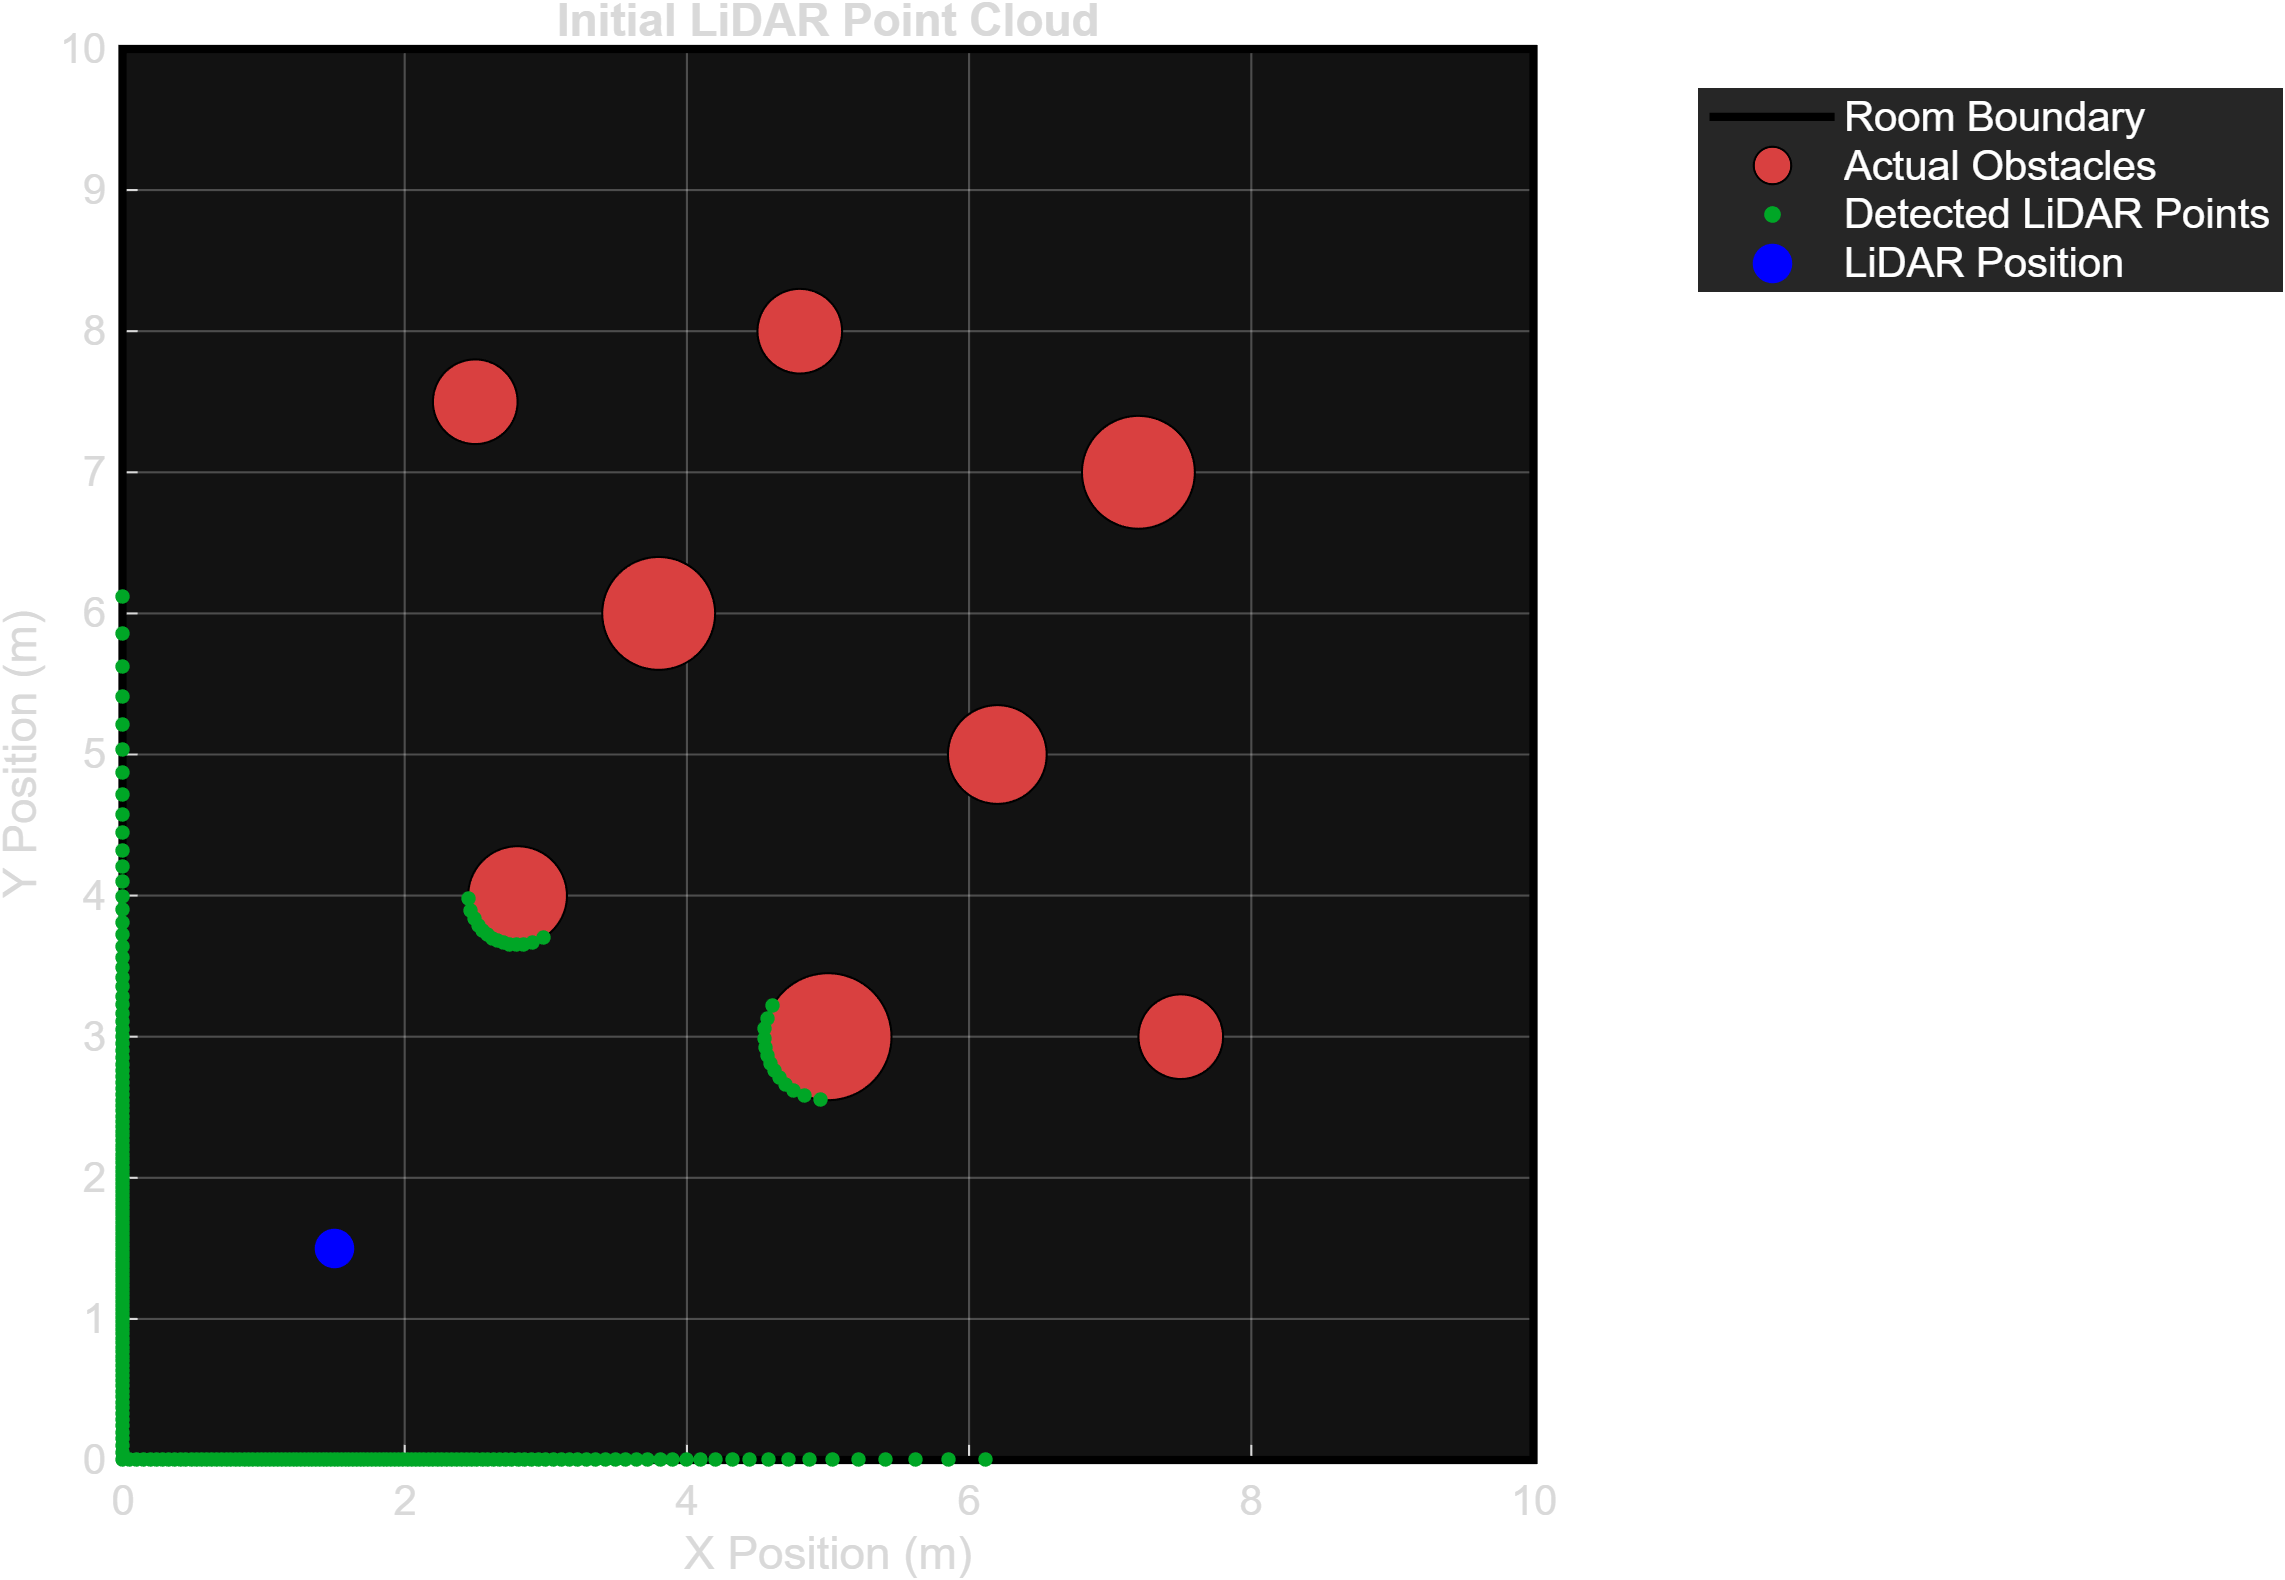 Initial LiDAR Point Cloud
10
9
8
7
6
5
4
3
2
1
0
0 2 4 6 8 10
X Position (m)
Y Position (m)
Room Boundary
Actual Obstacles
Detected LiDAR Points
LiDAR Position